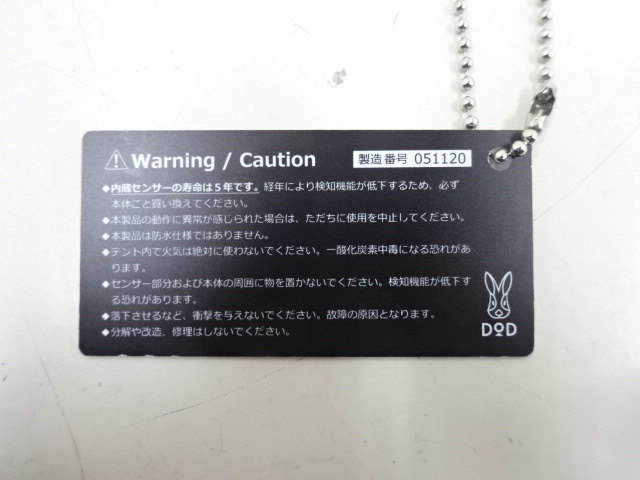 ⚠ Warning / Caution 製造番号 051120
◆内蔵センサーの寿命は5年です。経年により検知機能が低下するため、必ず
本体ごと買い換えてください。
◆本製品の動作に異常が感じられた場合は、ただちに使用を中止してください。
◆本製品は防水仕様ではありません。
◆テント内で火気は絶対に使わないでください。一酸化炭素中毒になる恐れがあ
ります。
◆センサー部分および本体の周囲に物を置かないでください。検知機能が低下す
る恐れがあります。
◆落下させるなど、衝撃を与えないでください。故障の原因となります。
◆分解や改造、修理はしないでください。
DOD